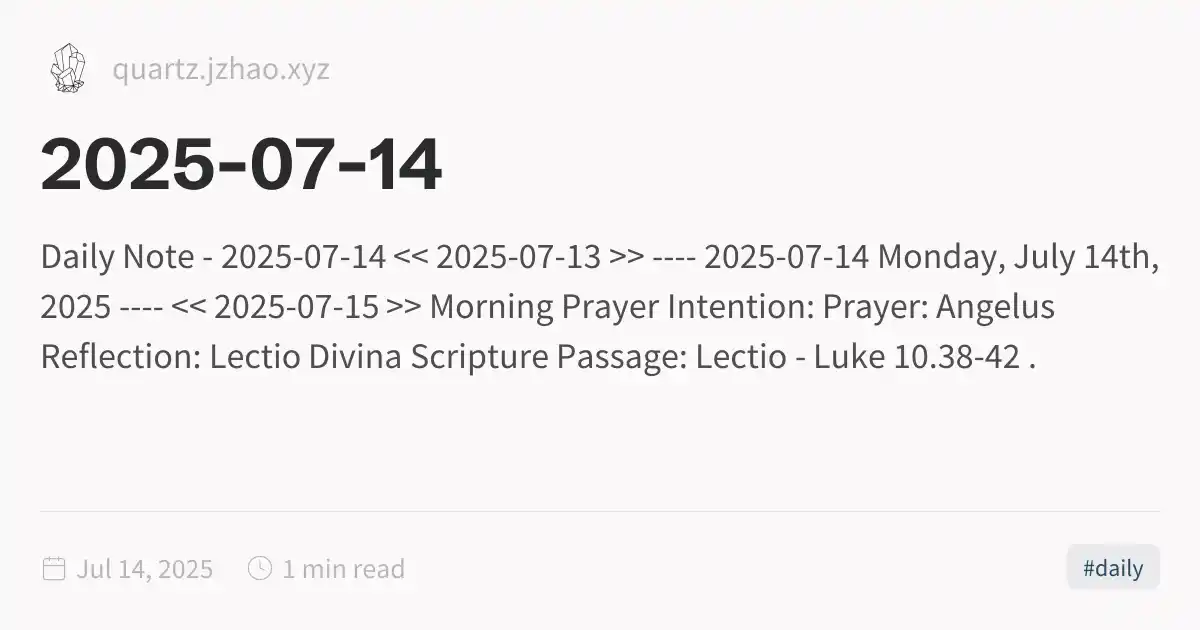 quartz.jzhao.xyz
2025-07-14
Daily Note - 2025-07-14 << 2025-07-13 >> ---- 2025-07-14 Monday, July 14th,
2025 ---- << 2025-07-15 >> Morning Prayer Intention: Prayer: Angelus
Reflection: Lectio Divina Scripture Passage: Lectio - Luke 10.38-42 .
Jul 14, 2025 1 min read #daily